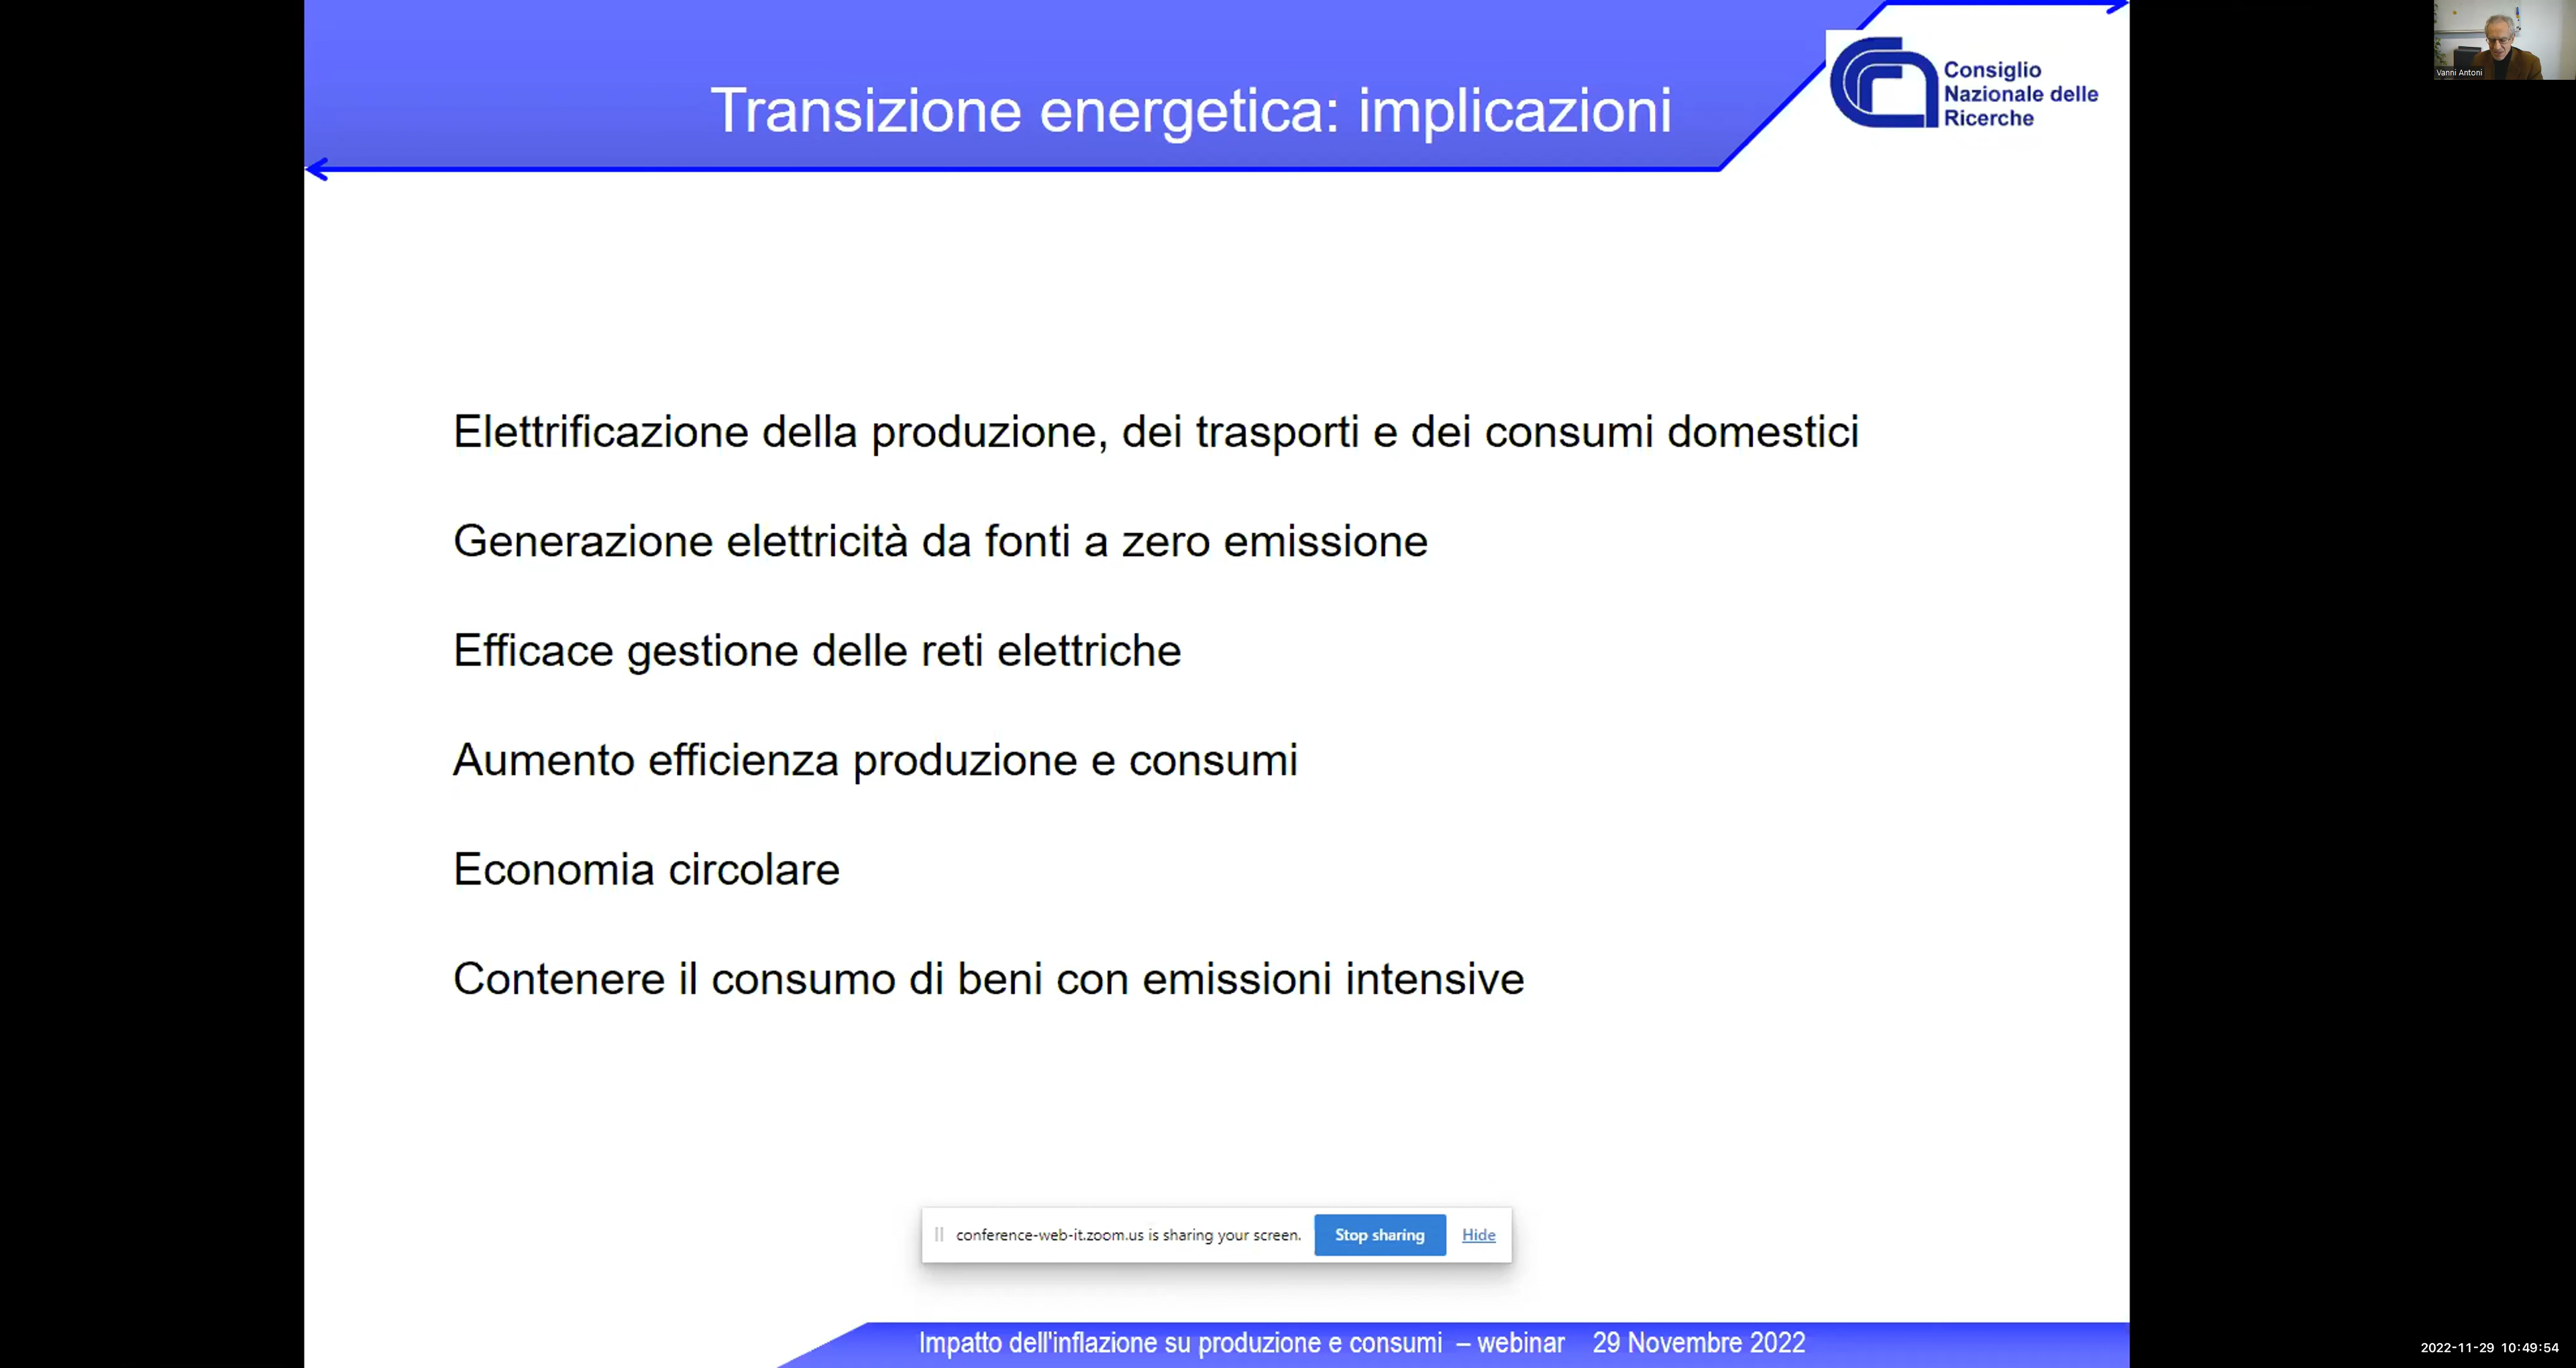 Transizione energetica: implicazioni
Consiglio
Nazionale delle
Ricerche
Vanni Antoni
Elettrificazione della produzione, dei trasporti e dei consumi domestici
Generazione elettricità da fonti a zero emissione
Efficace gestione delle reti elettriche
Aumento efficienza produzione e consumi
Economia circolare
Contenere il consumo di beni con emissioni intensive
conference-web-it.zoom.us is sharing your screen. Stop sharing Hide
Impatto dell'inflazione su produzione e consumi – webinar 29 Novembre 2022
2022-11-29 10:49:54